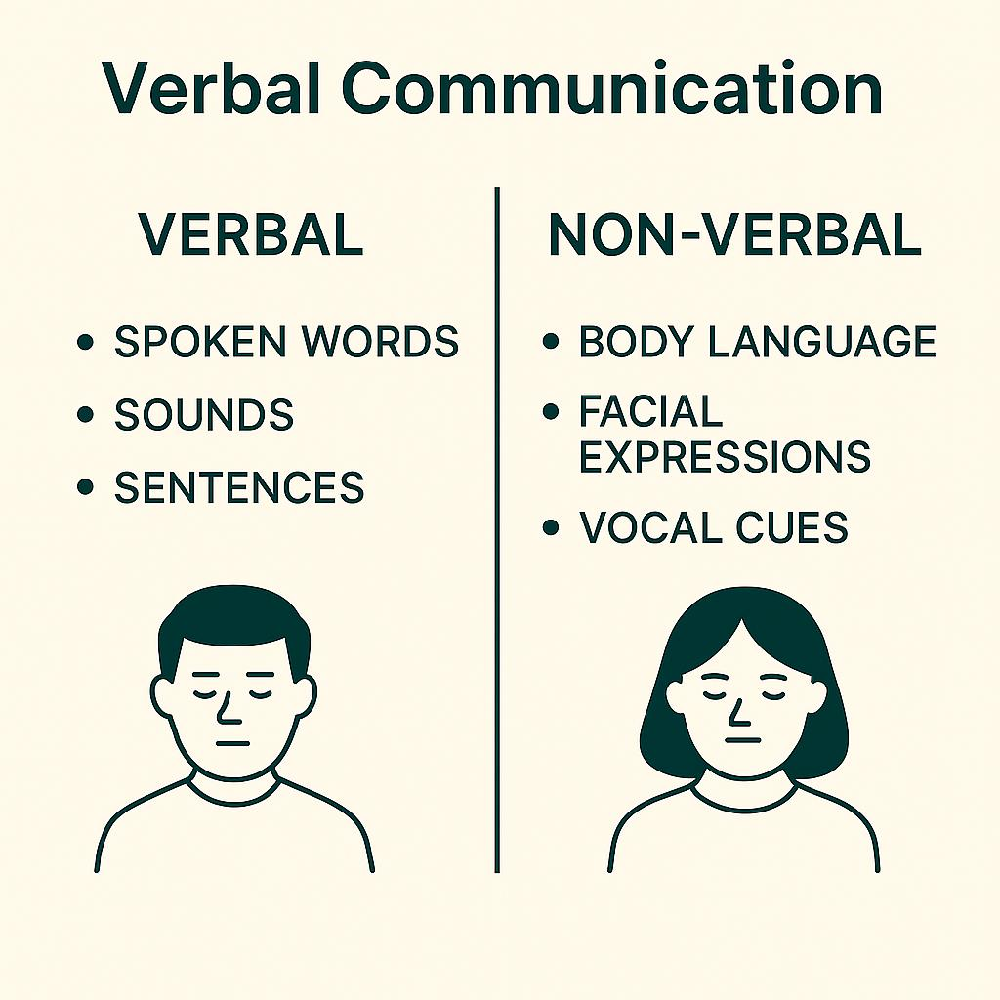 Verbal Communication
VERBAL
• SPOKEN WORDS
• SOUNDS
• SENTENCES
NON-VERBAL
• BODY LANGUAGE
• FACIAL
EXPRESSIONS
• VOCAL CUES